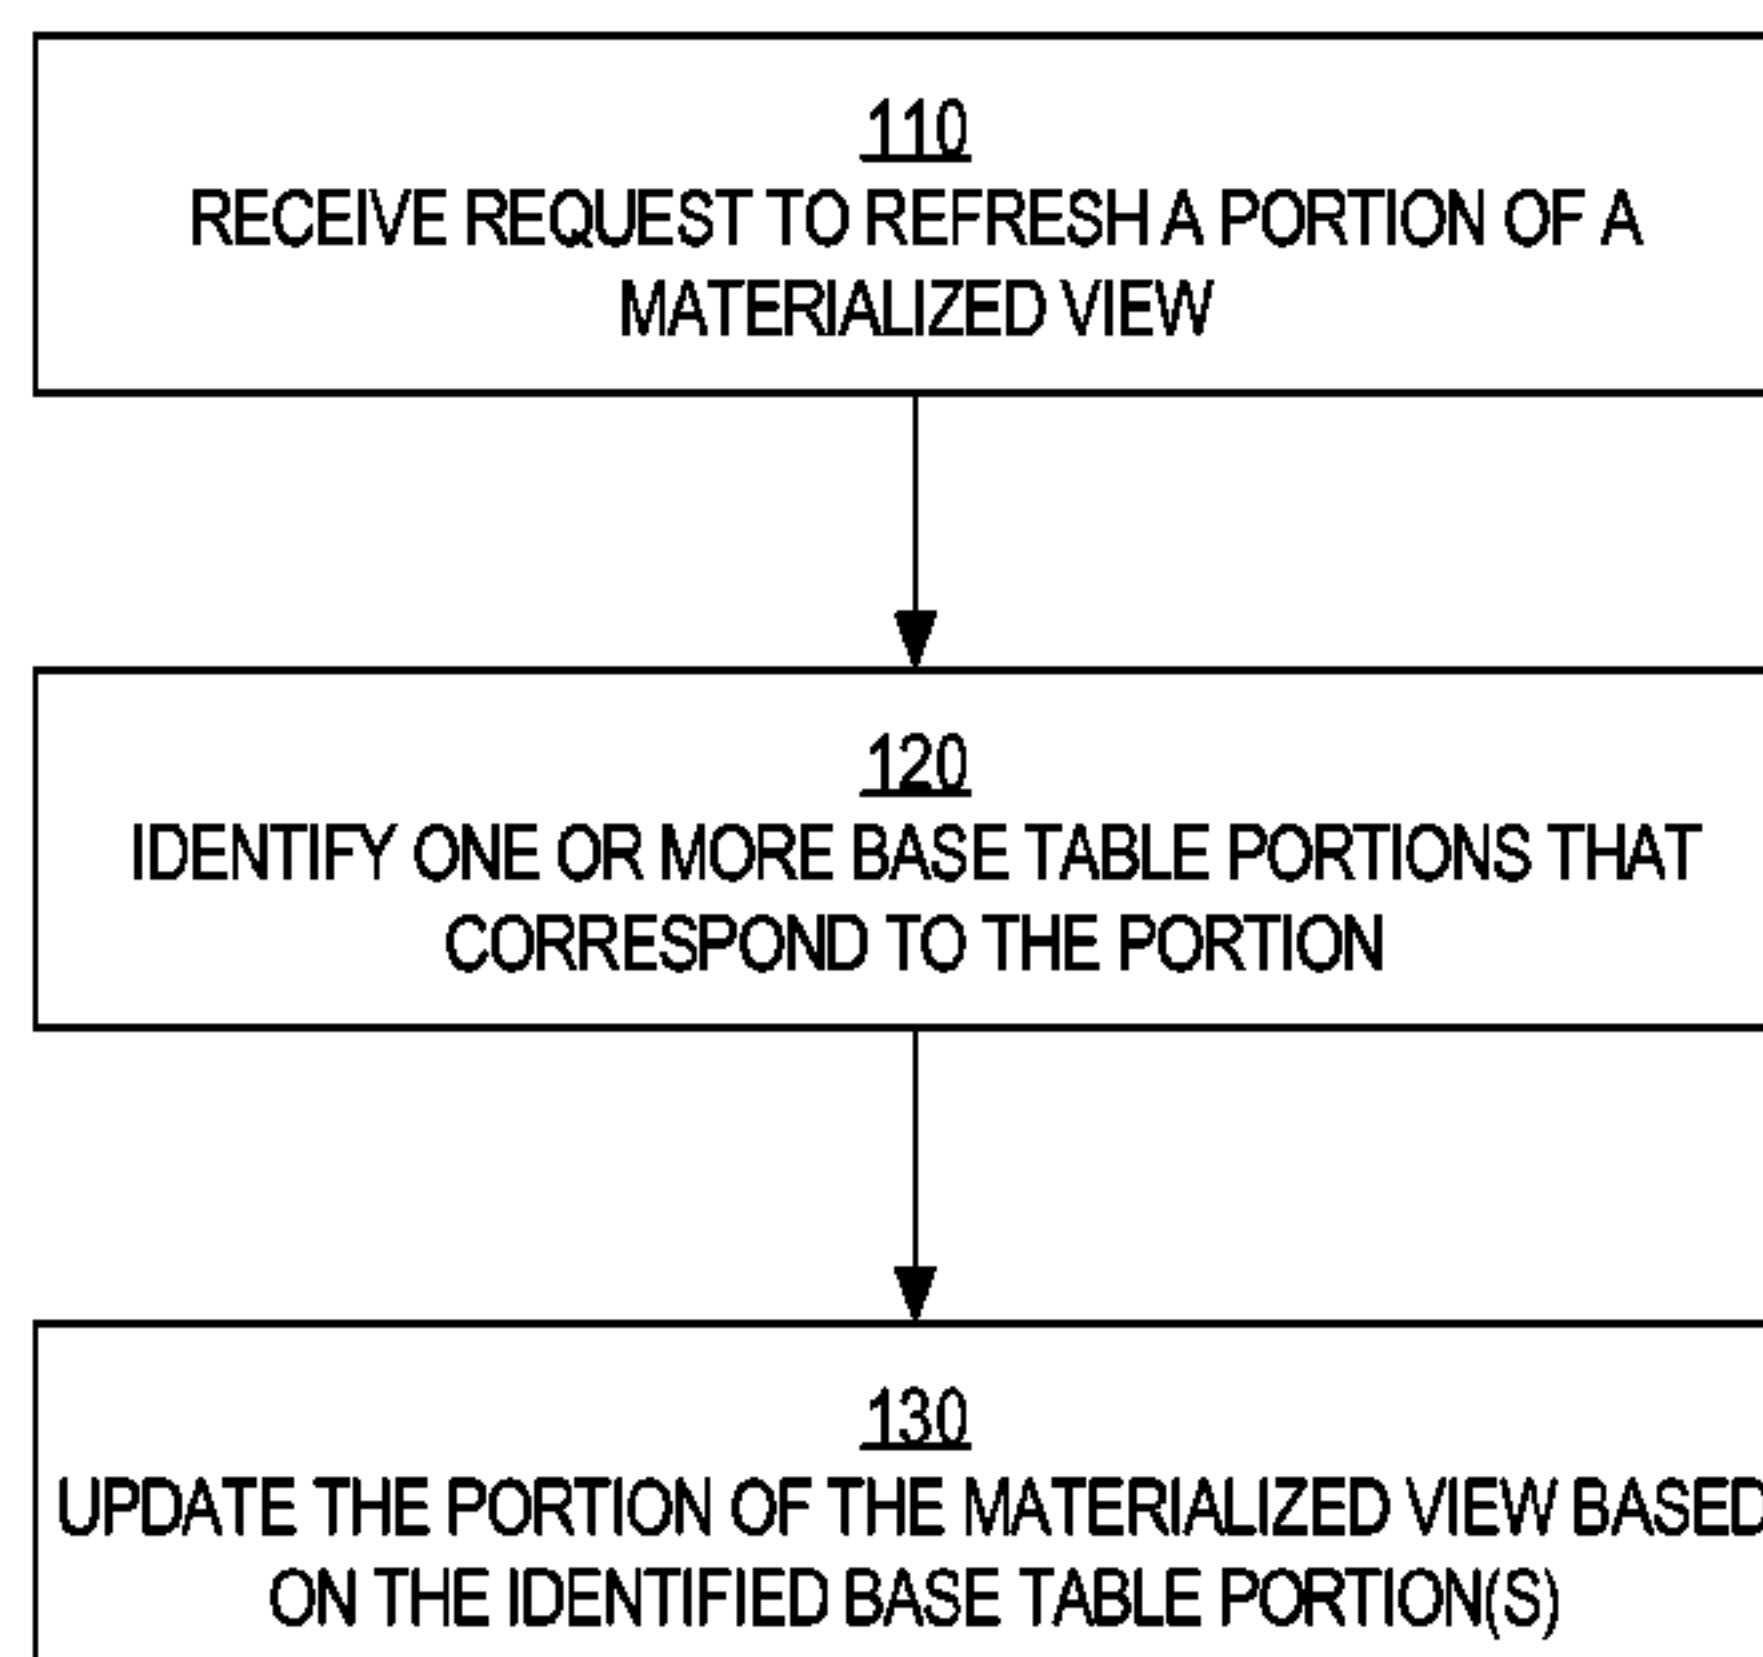 110
RECEIVE REQUEST TO REFRESH A PORTION OF A
MATERIALIZED VIEW
120
IDENTIFY ONE OR MORE BASE TABLE PORTIONS THAT
CORRESPOND TO THE PORTION
130
UPDATE THE PORTION OF THE MATERIALIZED VIEW BASED
ON THE IDENTIFIED BASE TABLE PORTION(S)